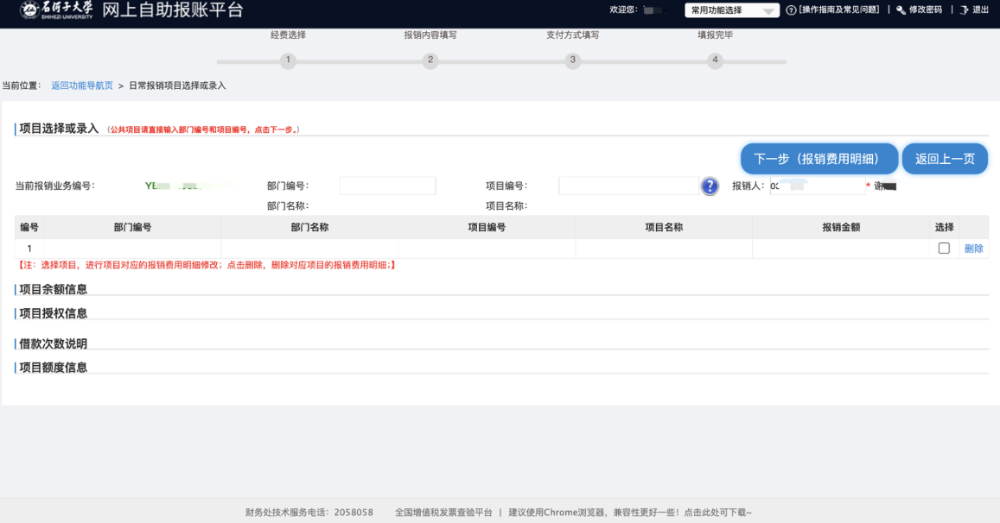 石河子大学 SHIHEZI UNIVERSITY 网上自助报账平台 欢迎您： 常用功能选择 [操作指南及常见问题] | 修改密码 | 退出
经费选择 报销内容填写 支付方式填写 填报完毕
1 2 3 4
当前位置： 返回功能导航页 > 日常报销项目选择或录入
项目选择或录入 （公共项目请直接输入部门编号和项目编号，点击下一步。）
下一步（报销费用明细） 返回上一页
当前报销业务编号： 部门编号： 项目编号： ? 报销人： * 谢
部门名称： 项目名称：
编号 部门编号 部门名称 项目编号 项目名称 报销金额 选择
1 删除
【注：选择项目，进行项目对应的报销费用明细修改；点击删除，删除对应项目的报销费用明细；】
项目余额信息
项目授权信息
借款次数说明
项目额度信息
财务处技术服务电话：2058058 全国增值税发票查验平台 | 建议使用Chrome浏览器，兼容性更好一些！点击此处可下载~